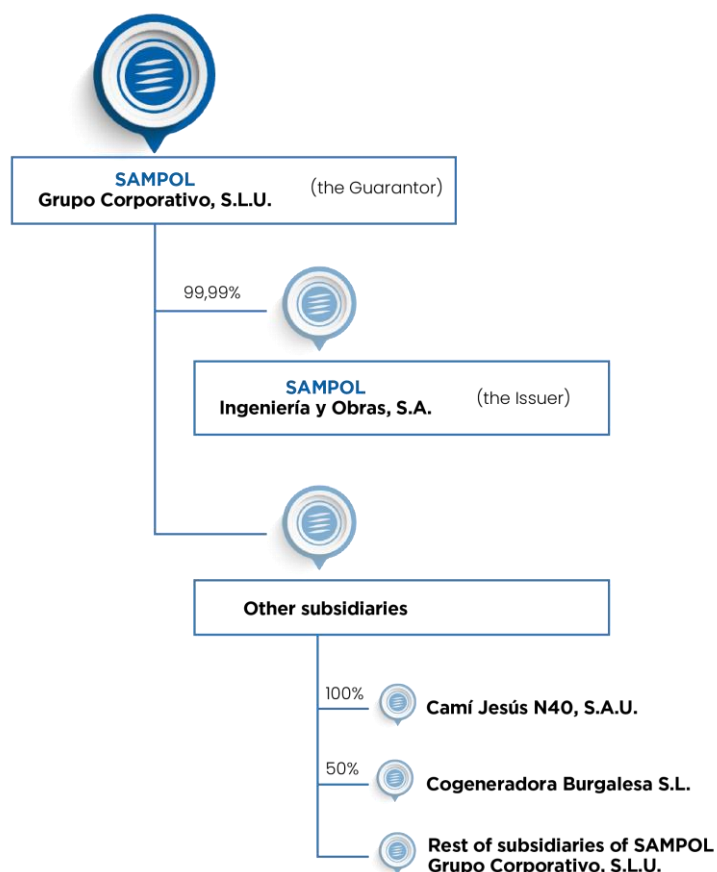 SAMPOL
Grupo Corporativo, S.L.U.
(the Guarantor)
99,99%
SAMPOL
Ingeniería y Obras, S.A.
(the Issuer)
Other subsidiaries
100%
Camí Jesús N40, S.A.U.
50%
Cogeneradora Burgalesa S.L.
Rest of subsidiaries of SAMPOL
Grupo Corporativo, S.L.U.